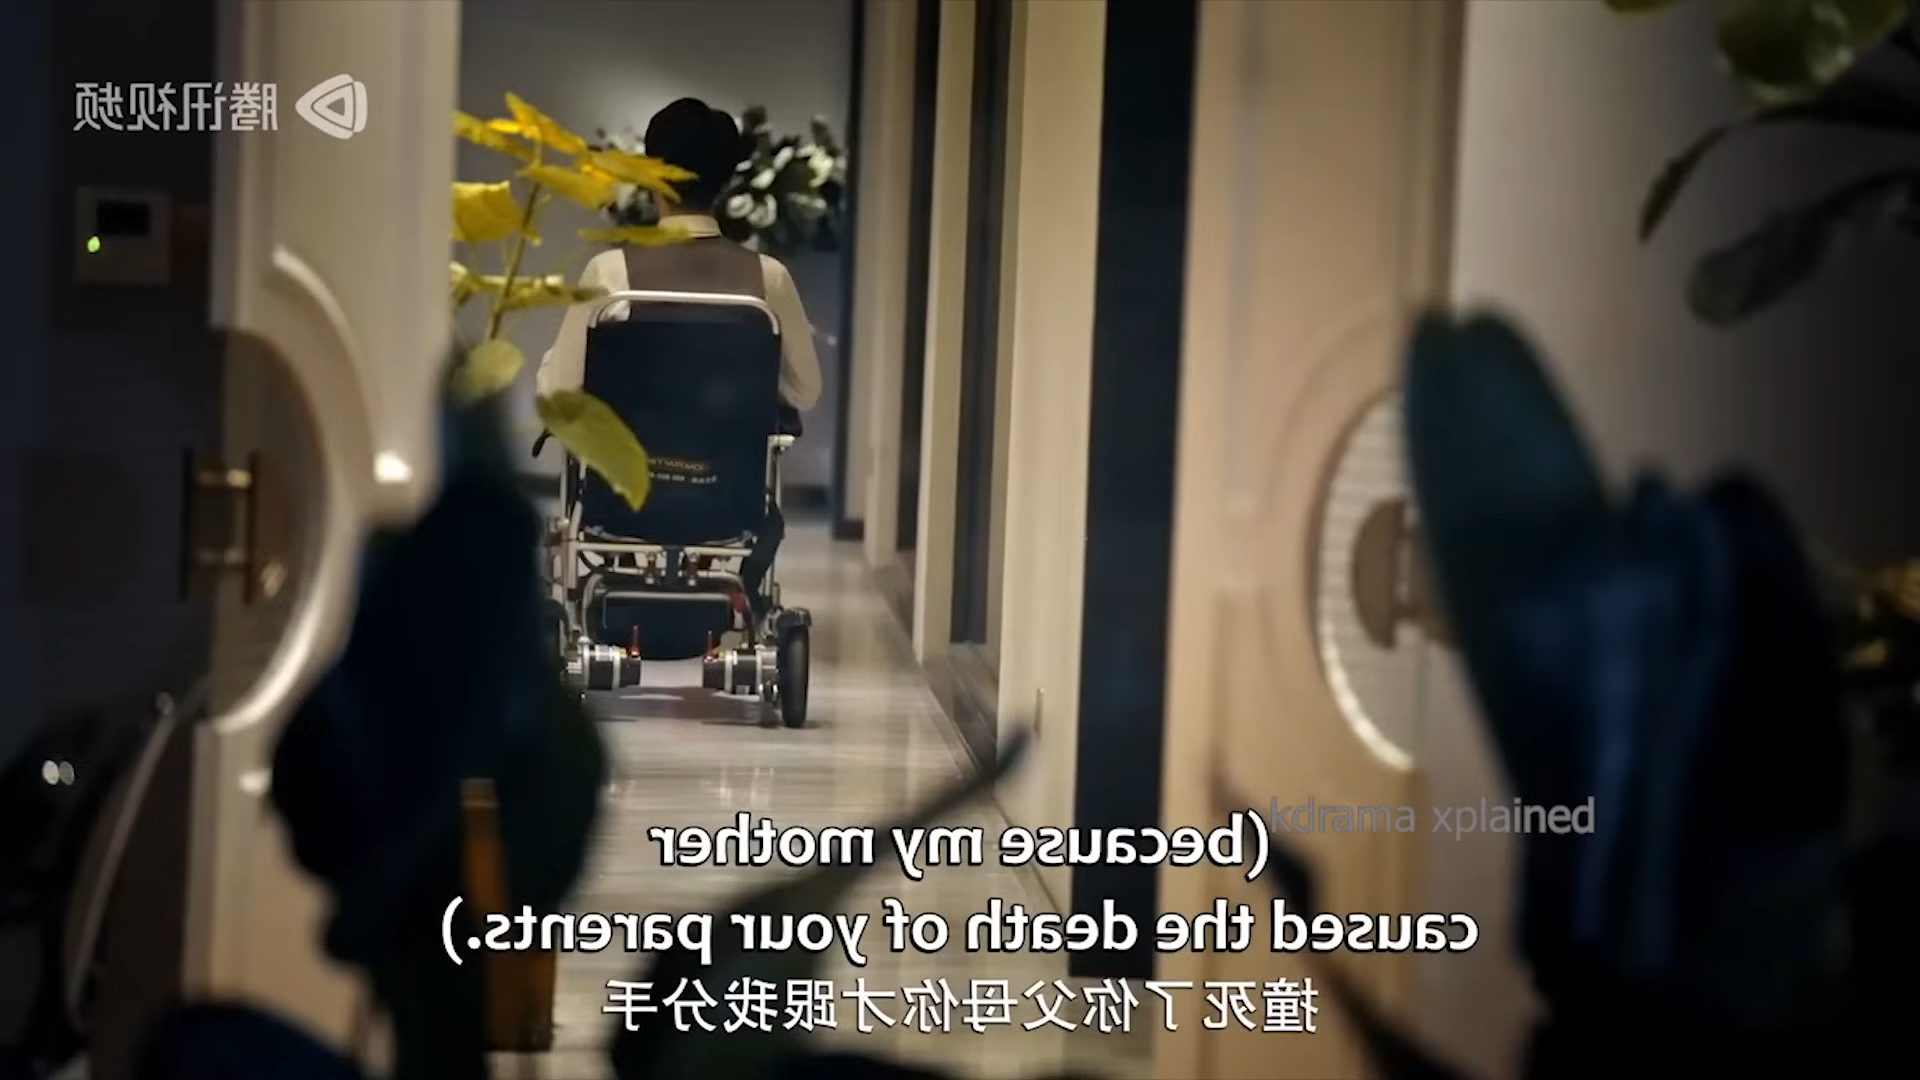 腾讯视频
kdrama xplained
(because my mother
caused the death of your parents.)
撞死了你父母你才跟我分手